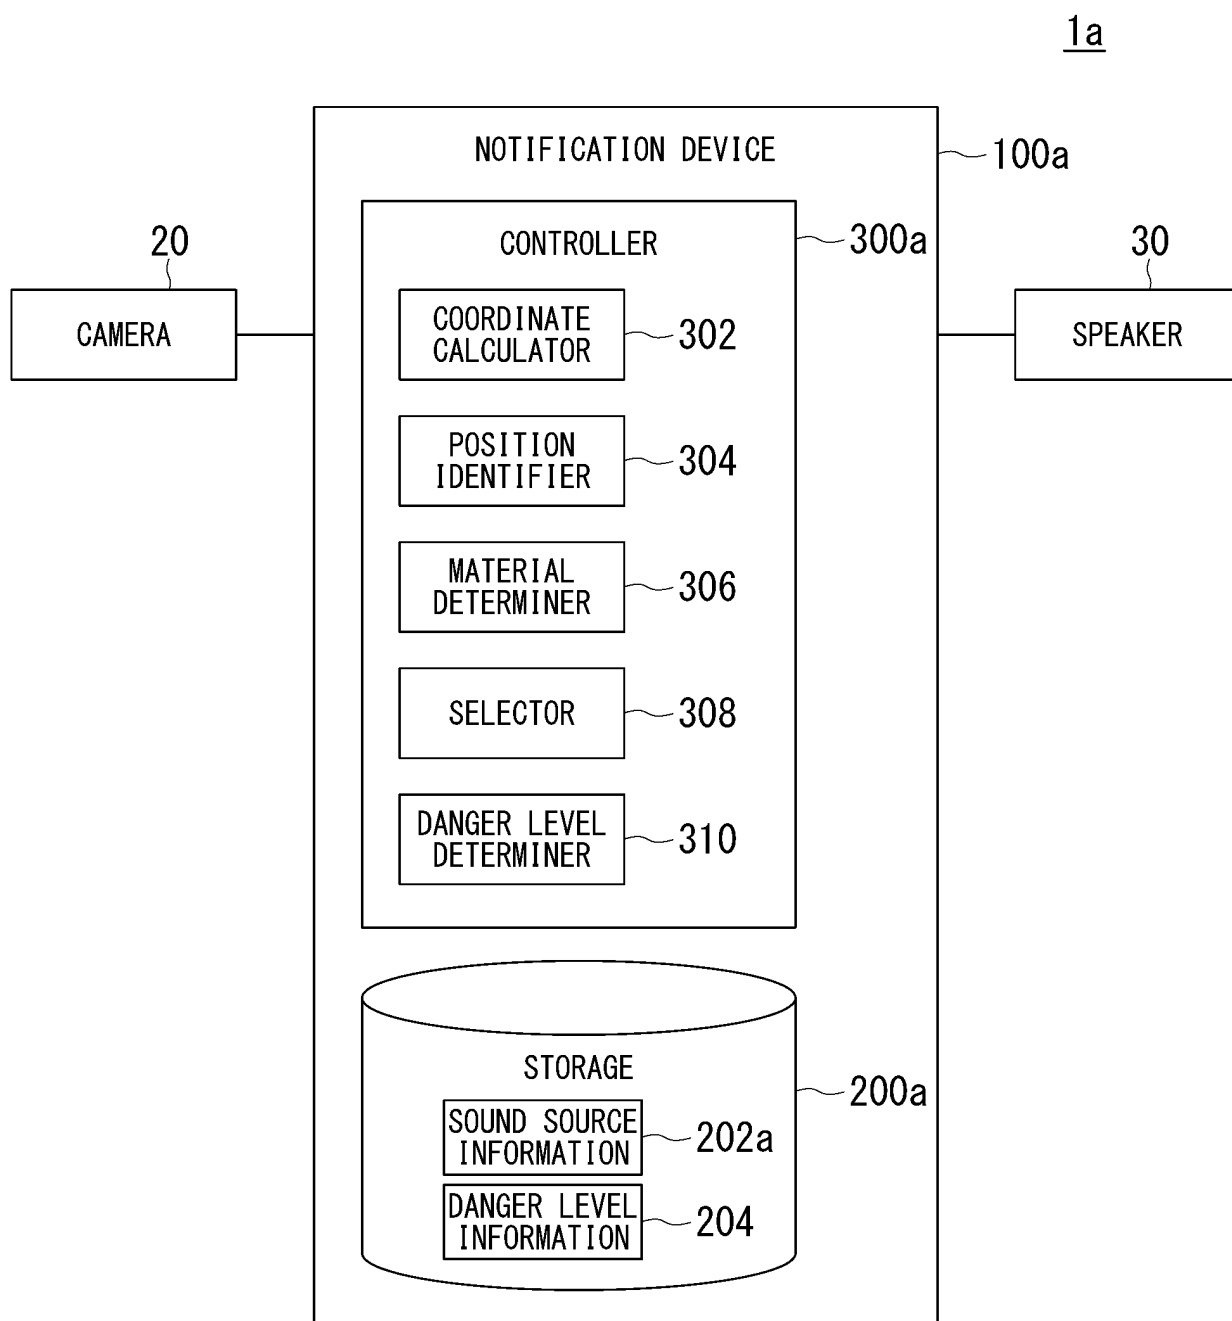 1a
NOTIFICATION DEVICE
100a
CONTROLLER
300a
20
CAMERA
30
SPEAKER
COORDINATE
CALCULATOR
302
POSITION
IDENTIFIER
304
MATERIAL
DETERMINER
306
SELECTOR
308
DANGER LEVEL
DETERMINER
310
STORAGE
200a
SOUND SOURCE
INFORMATION
202a
DANGER LEVEL
INFORMATION
204